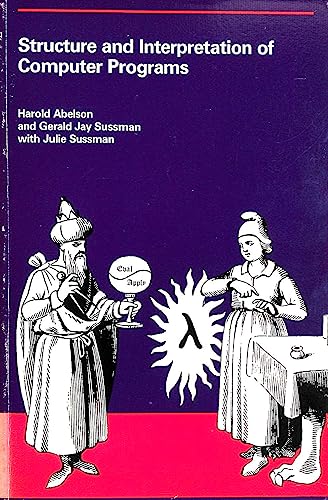 Structure and Interpretation of
Computer Programs
Harold Abelson
and Gerald Jay Sussman
with Julie Sussman
Eval
Apply
λ